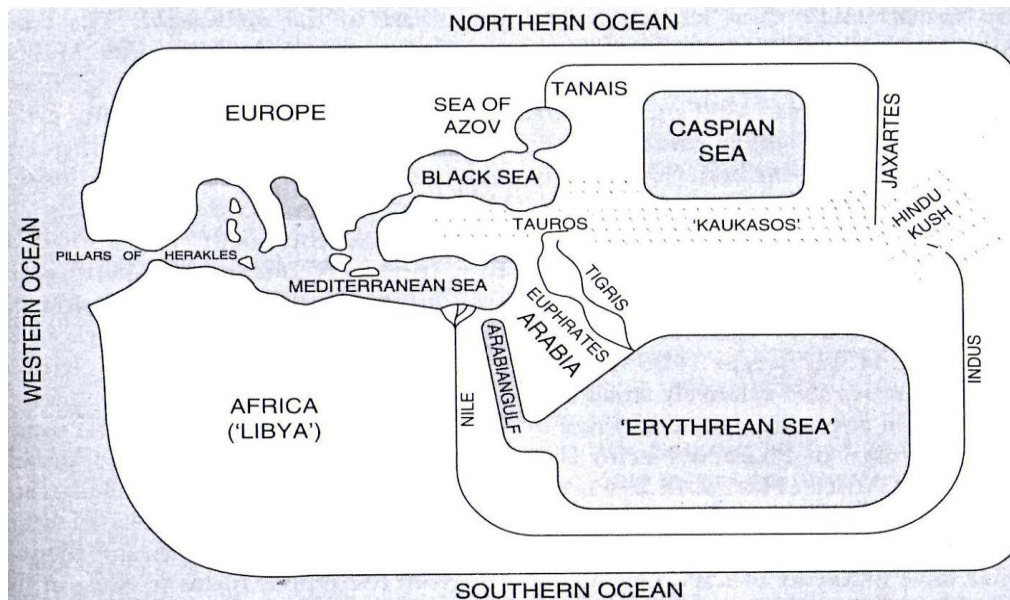 NORTHERN OCEAN
EUROPE
SEA OF
AZOV
TANAIS
CASPIAN
SEA
JAXARTES
BLACK SEA
HINDU
KUSH
TAUROS
'KAUKASOS'
WESTERN OCEAN
PILLARS OF HERAKLES
MEDITERRANEAN SEA
TIGRIS
EUPHRATES
ARABIA
ARABIANGULF
NILE
INDUS
AFRICA
('LIBYA')
'ERYTHREAN SEA'
SOUTHERN OCEAN